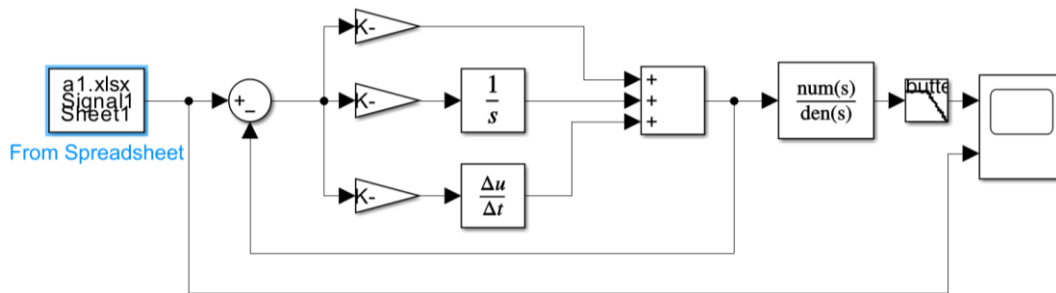 K-
a1.xlsx
Signal1
Sheet1
From Spreadsheet
+
−
K-
1
s
+
+
+
num(s)
den(s)
butte
K-
Δu
Δt